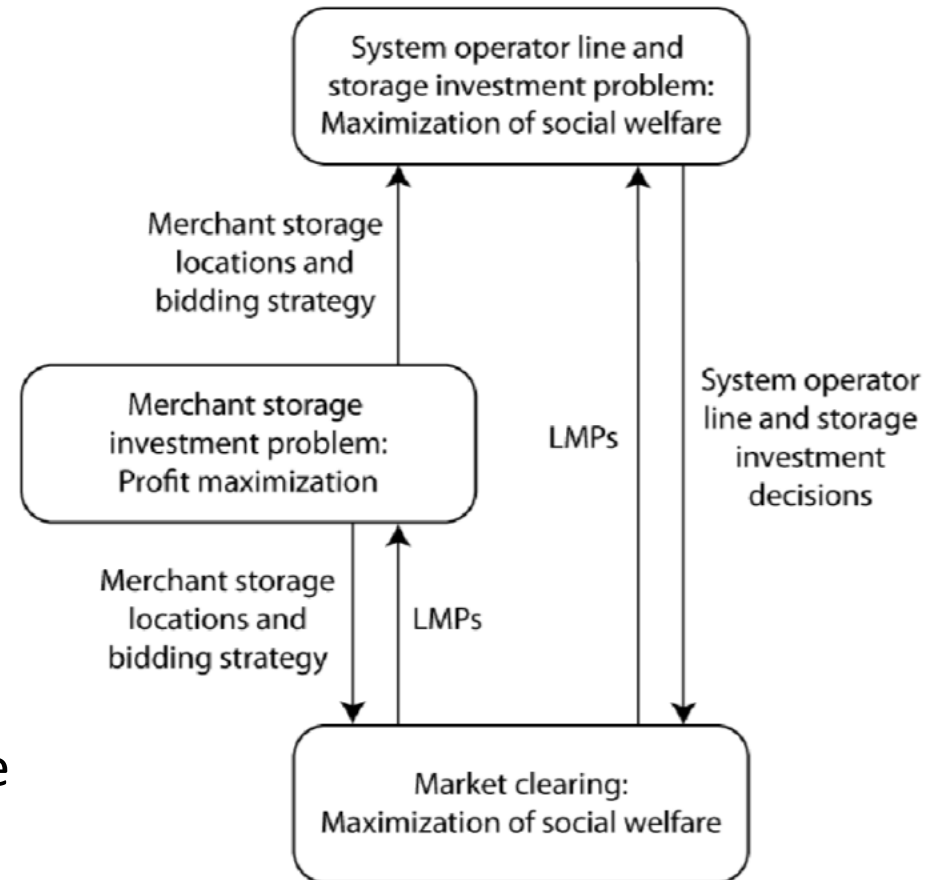 System operator line and
storage investment problem:
Maximization of social welfare
Merchant storage
locations and
bidding strategy
Merchant storage
investment problem:
Profit maximization
LMPs
System operator
line and storage
investment
decisions
Merchant storage
locations and
bidding strategy
LMPs
e
Market clearing:
Maximization of social welfare